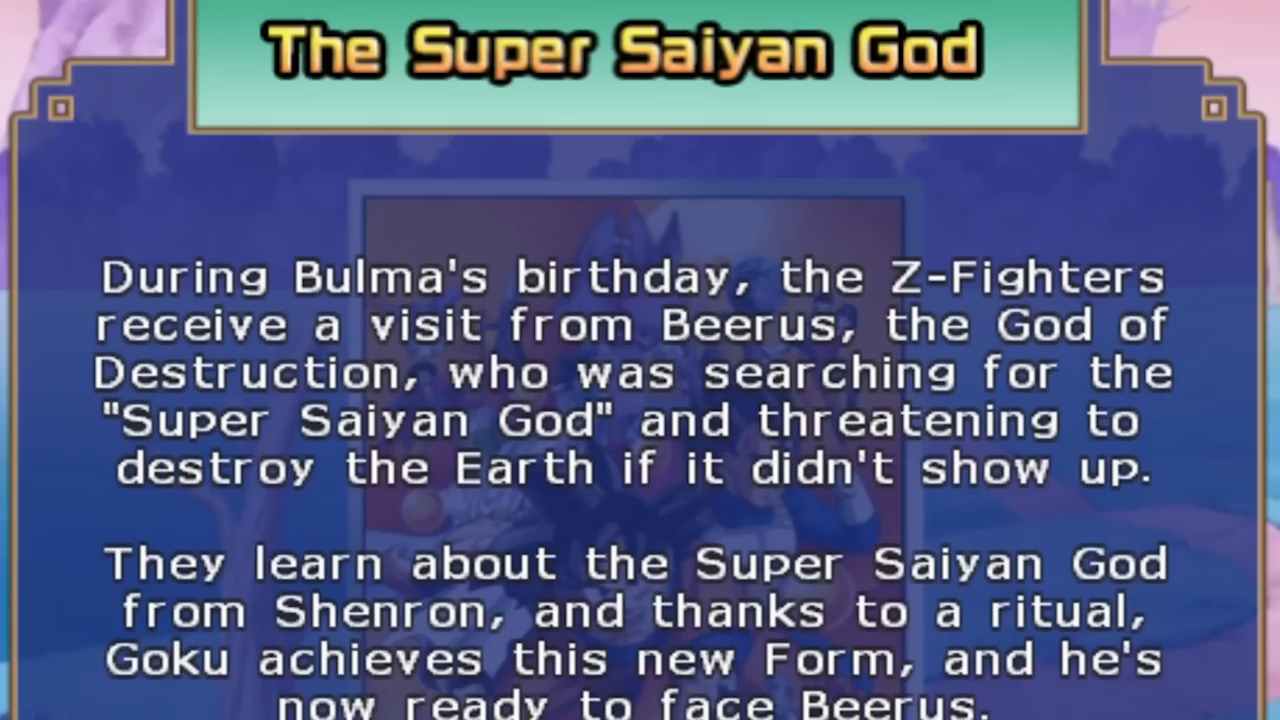 The Super Saiyan God
During Bulma's birthday, the Z-Fighters
receive a visit from Beerus, the God of
Destruction, who was searching for the
"Super Saiyan God" and threatening to
destroy the Earth if it didn't show up.
They learn about the Super Saiyan God
from Shenron, and thanks to a ritual,
Goku achieves this new Form, and he's
now ready to face Beerus.